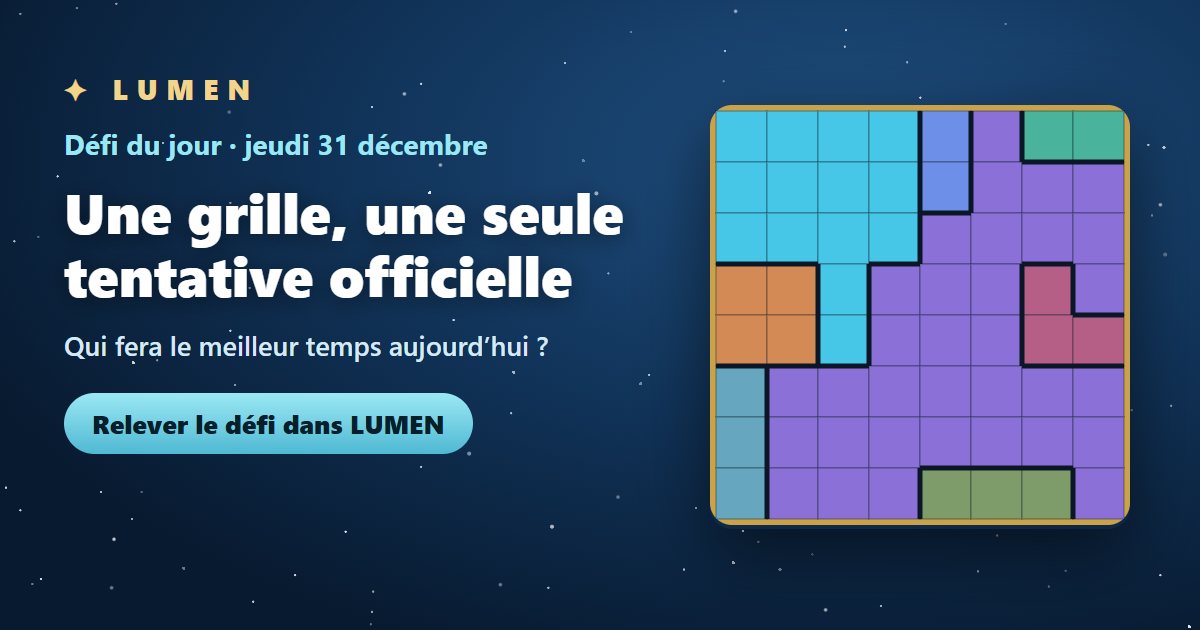 ✦ LUMEN
Défi du jour · jeudi 31 décembre
Une grille, une seule
tentative officielle
Qui fera le meilleur temps aujourd’hui ?
Relever le défi dans LUMEN